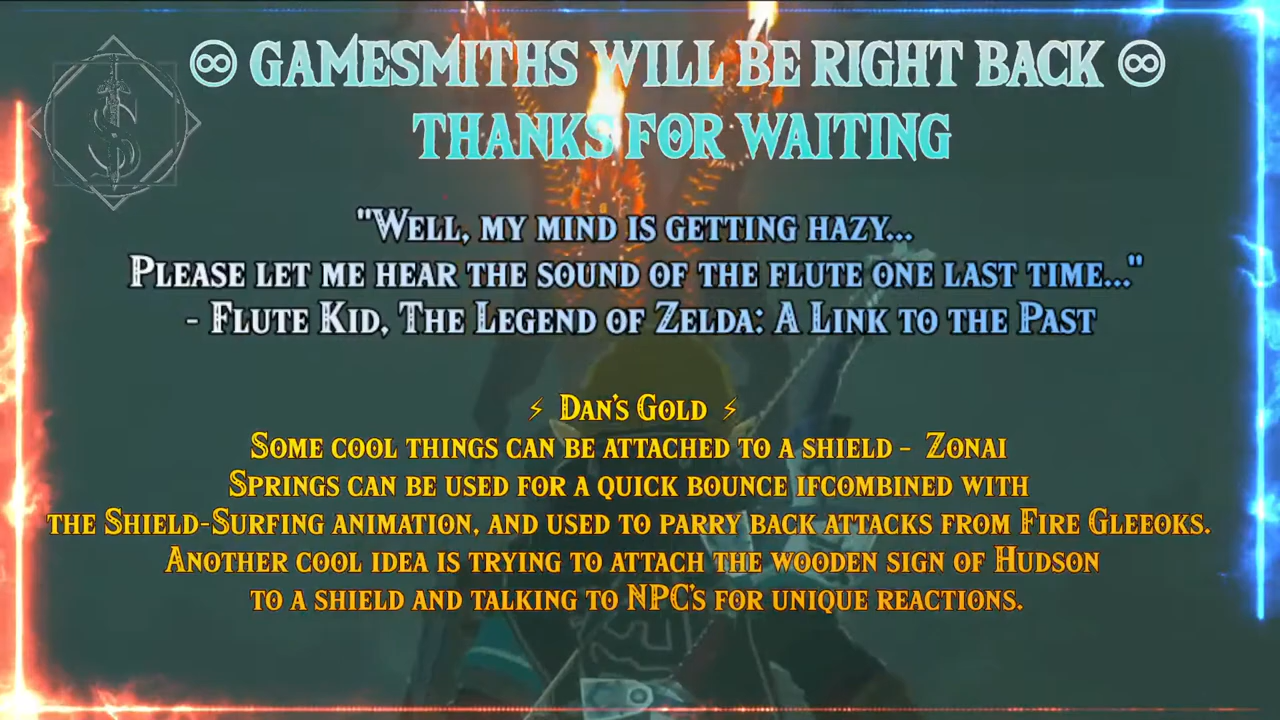 ♾ GAMESMITHS WILL BE RIGHT BACK ♾
THANKS FOR WAITING
"WELL, MY MIND IS GETTING HAZY...
PLEASE LET ME HEAR THE SOUND OF THE FLUTE ONE LAST TIME..."
- FLUTE KID, THE LEGEND OF ZELDA: A LINK TO THE PAST
⚡ DAN'S GOLD ⚡
SOME COOL THINGS CAN BE ATTACHED TO A SHIELD - ZONAI
SPRINGS CAN BE USED FOR A QUICK BOUNCE IFCOMBINED WITH
THE SHIELD-SURFING ANIMATION, AND USED TO PARRY BACK ATTACKS FROM FIRE GLEEOKS.
ANOTHER COOL IDEA IS TRYING TO ATTACH THE WOODEN SIGN OF HUDSON
TO A SHIELD AND TALKING TO NPC'S FOR UNIQUE REACTIONS.